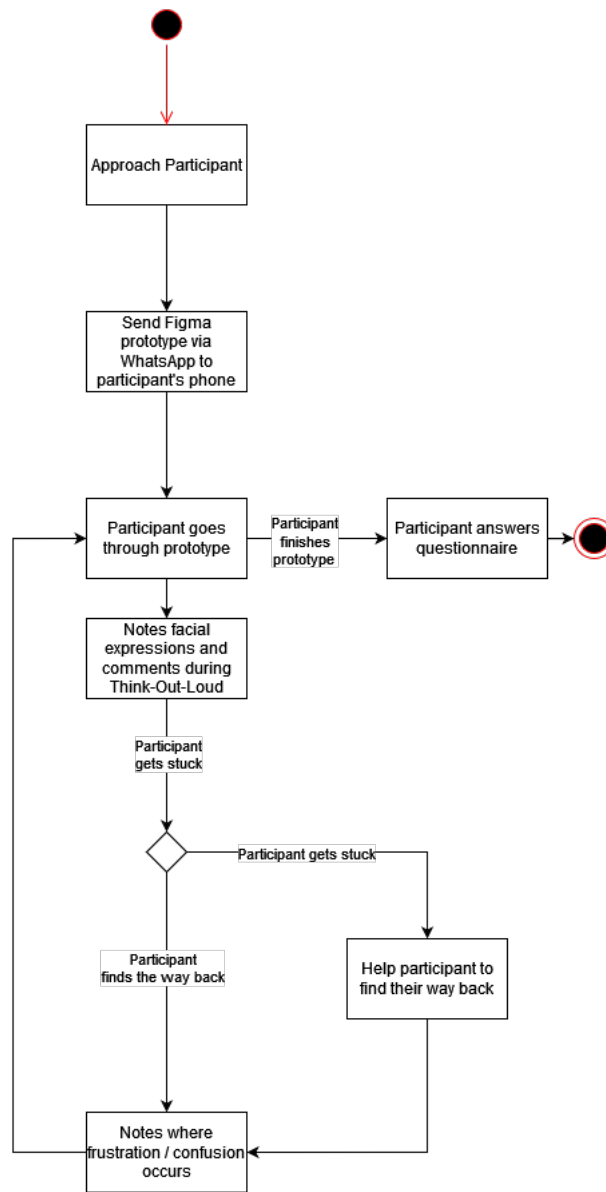 Approach Participant
Send Figma
prototype via
WhatsApp to
participant's phone
Participant goes
through prototype
Participant
finishes
prototype
Participant answers
questionnaire
Notes facial
expressions and
comments during
Think-Out-Loud
Participant
gets stuck
Participant gets stuck
Participant
finds the way back
Help participant to
find their way back
Notes where
frustration / confusion
occurs